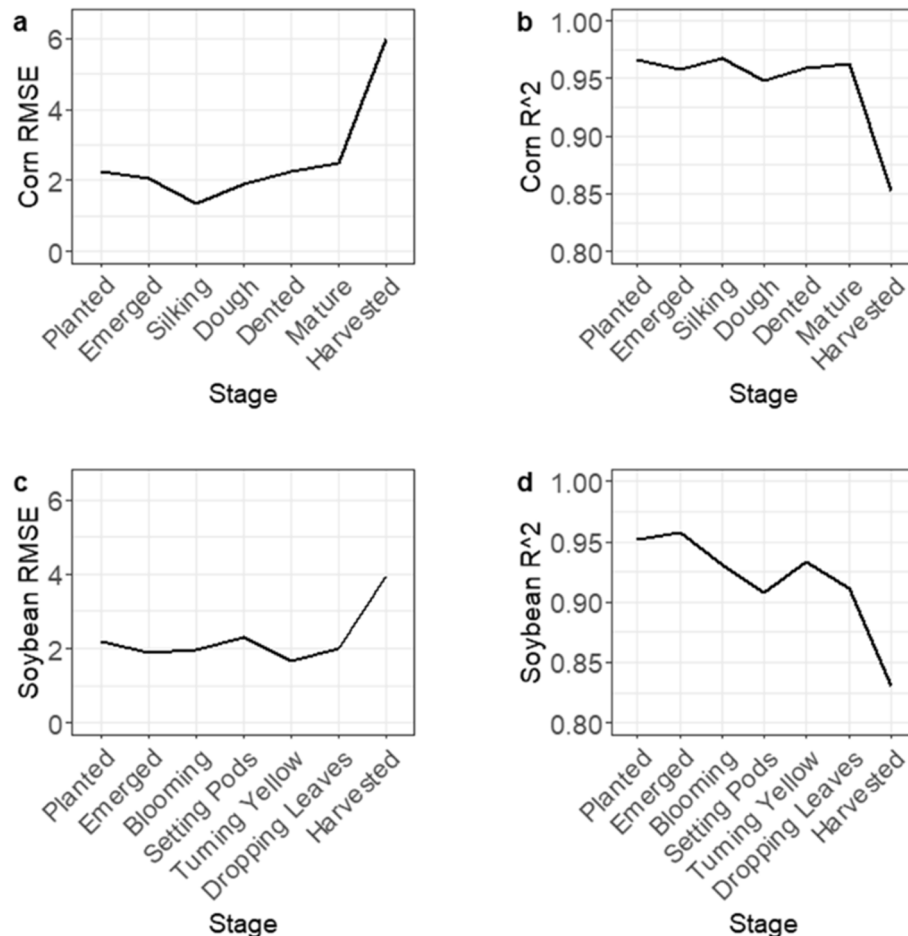 a
Corn RMSE
6
4
2
0
Planted
Emerged
Silking
Dough
Dented
Mature
Harvested
Stage
b
Corn R^2
1.00
0.95
0.90
0.85
0.80
Planted
Emerged
Silking
Dough
Dented
Mature
Harvested
Stage
c
Soybean RMSE
6
4
2
0
Planted
Emerged
Blooming
Setting Pods
Turning Yellow
Dropping Leaves
Harvested
Stage
d
Soybean R^2
1.00
0.95
0.90
0.85
0.80
Planted
Emerged
Blooming
Setting Pods
Turning Yellow
Dropping Leaves
Harvested
Stage